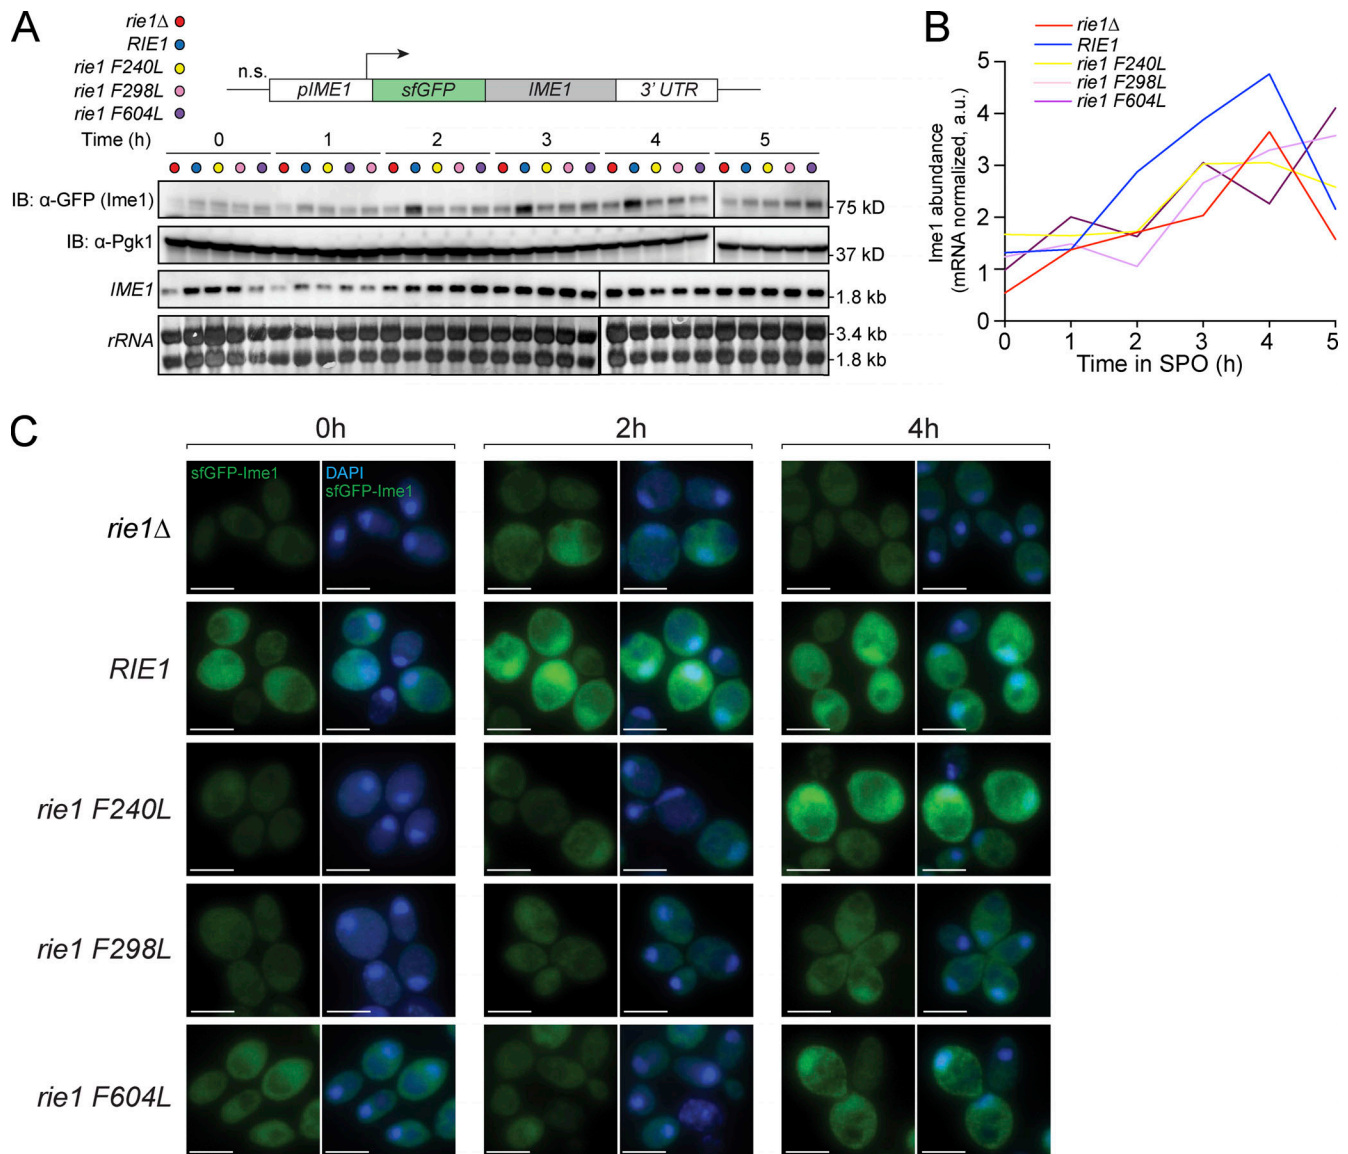 A
rie1Δ
RIE1
rie1 F240L
rie1 F298L
rie1 F604L
n.s.
pIME1 sfGFP IME1 3' UTR
Time (h) 0 1 2 3 4 5
IB: α-GFP (Ime1) 75 kD
IB: α-Pgk1 37 kD
IME1 1.8 kb
rRNA 3.4 kb
1.8 kb
B
rie1Δ
RIE1
rie1 F240L
rie1 F298L
rie1 F604L
Ime1 abundance
(mRNA normalized, a.u.)
5
4
3
2
1
0
0 1 2 3 4 5
Time in SPO (h)
C
0h 2h 4h
sfGFP-Ime1 DAPI
sfGFP-Ime1
rie1Δ
RIE1
rie1 F240L
rie1 F298L
rie1 F604L